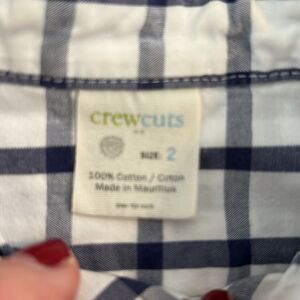 crewcuts
SIZE: 2
100% Cotton / Coton
Made in Mauritius